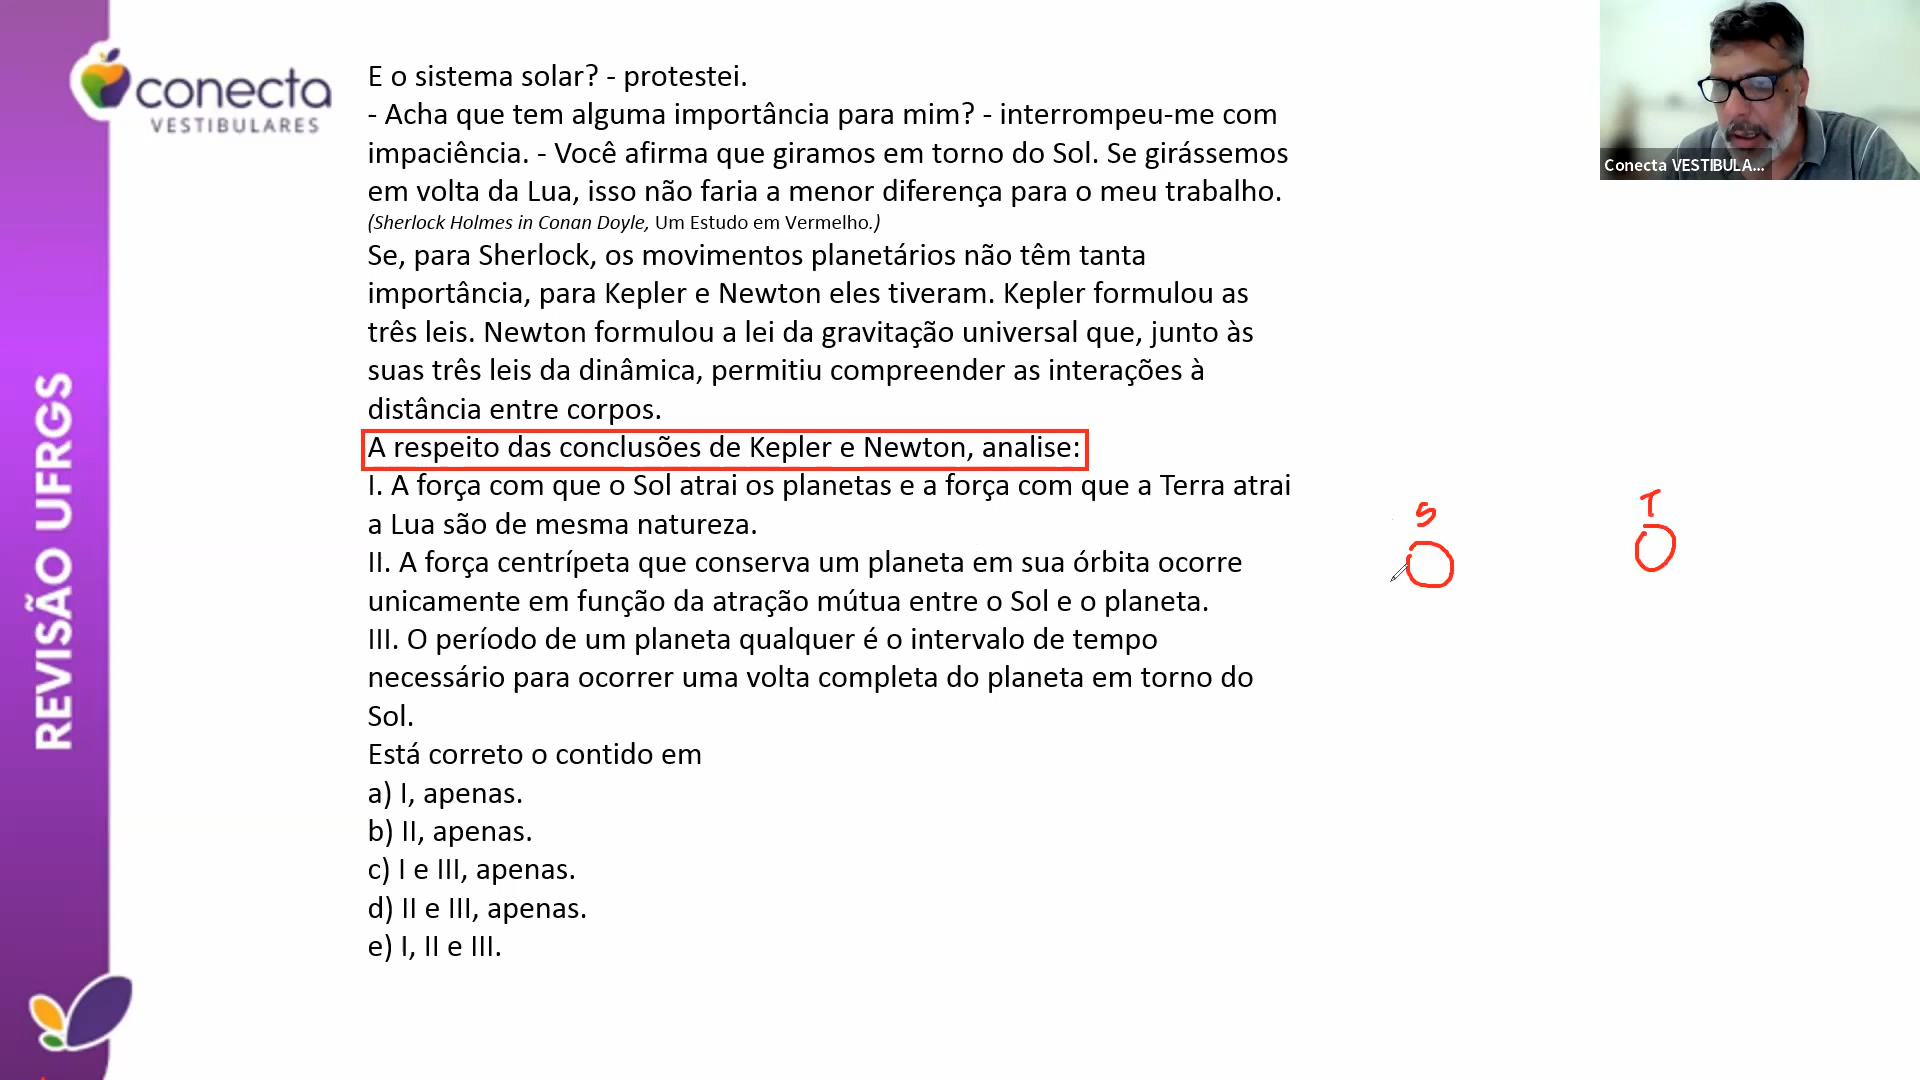 conecta
VESTIBULARES
REVISÃO UFRGS
E o sistema solar? - protestei.
- Acha que tem alguma importância para mim? - interrompeu-me com
impaciência. - Você afirma que giramos em torno do Sol. Se girássemos
em volta da Lua, isso não faria a menor diferença para o meu trabalho.
(Sherlock Holmes in Conan Doyle, Um Estudo em Vermelho.)
Se, para Sherlock, os movimentos planetários não têm tanta
importância, para Kepler e Newton eles tiveram. Kepler formulou as
três leis. Newton formulou a lei da gravitação universal que, junto às
suas três leis da dinâmica, permitiu compreender as interações à
distância entre corpos.
A respeito das conclusões de Kepler e Newton, analise:
I. A força com que o Sol atrai os planetas e a força com que a Terra atrai
a Lua são de mesma natureza.
II. A força centrípeta que conserva um planeta em sua órbita ocorre
unicamente em função da atração mútua entre o Sol e o planeta.
III. O período de um planeta qualquer é o intervalo de tempo
necessário para ocorrer uma volta completa do planeta em torno do
Sol.
Está correto o contido em
a) I, apenas.
b) II, apenas.
c) I e III, apenas.
d) II e III, apenas.
e) I, II e III.
S
T
Conecta VESTIBULA...